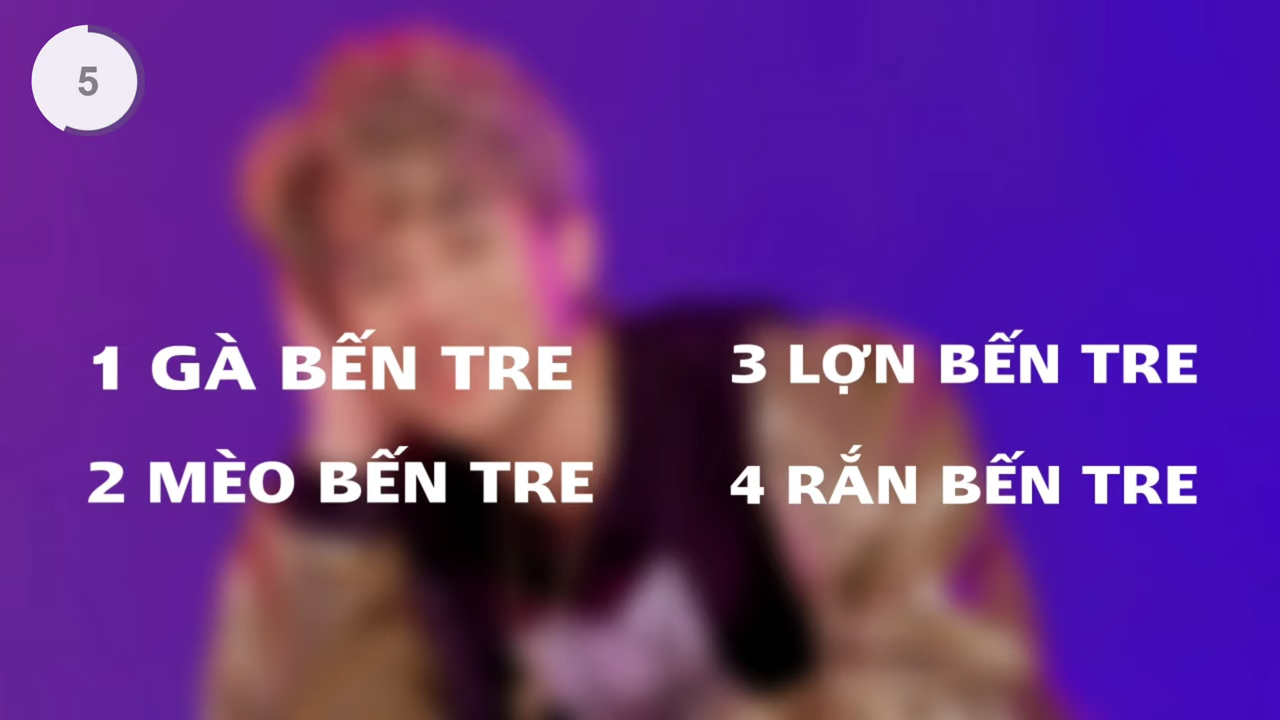 5
1 GÀ BẾN TRE
2 MÈO BẾN TRE
3 LỢN BẾN TRE
4 RẮN BẾN TRE